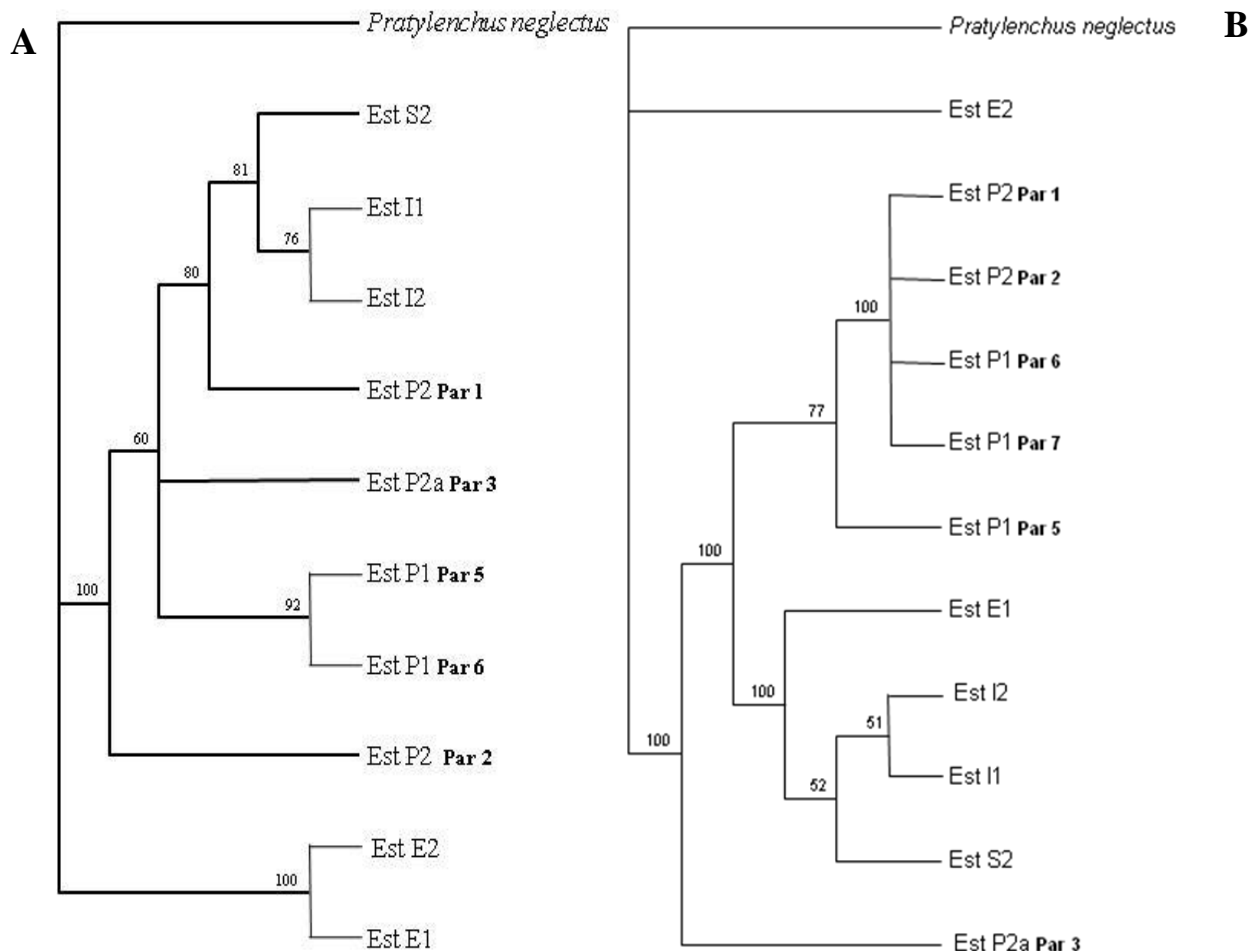 A
Pratylenchus neglectus
Est S2
81
Est I1
76
Est I2
80
Est P2 Par 1
60
Est P2a Par 3
Est P1 Par 5
92
100
Est P1 Par 6
Est P2 Par 2
Est E2
100
Est E1
B
Pratylenchus neglectus
Est E2
Est P2 Par 1
Est P2 Par 2
100
Est P1 Par 6
77
Est P1 Par 7
Est P1 Par 5
100
Est E1
100
Est I2
51
Est I1
100
52
Est S2
Est P2a Par 3